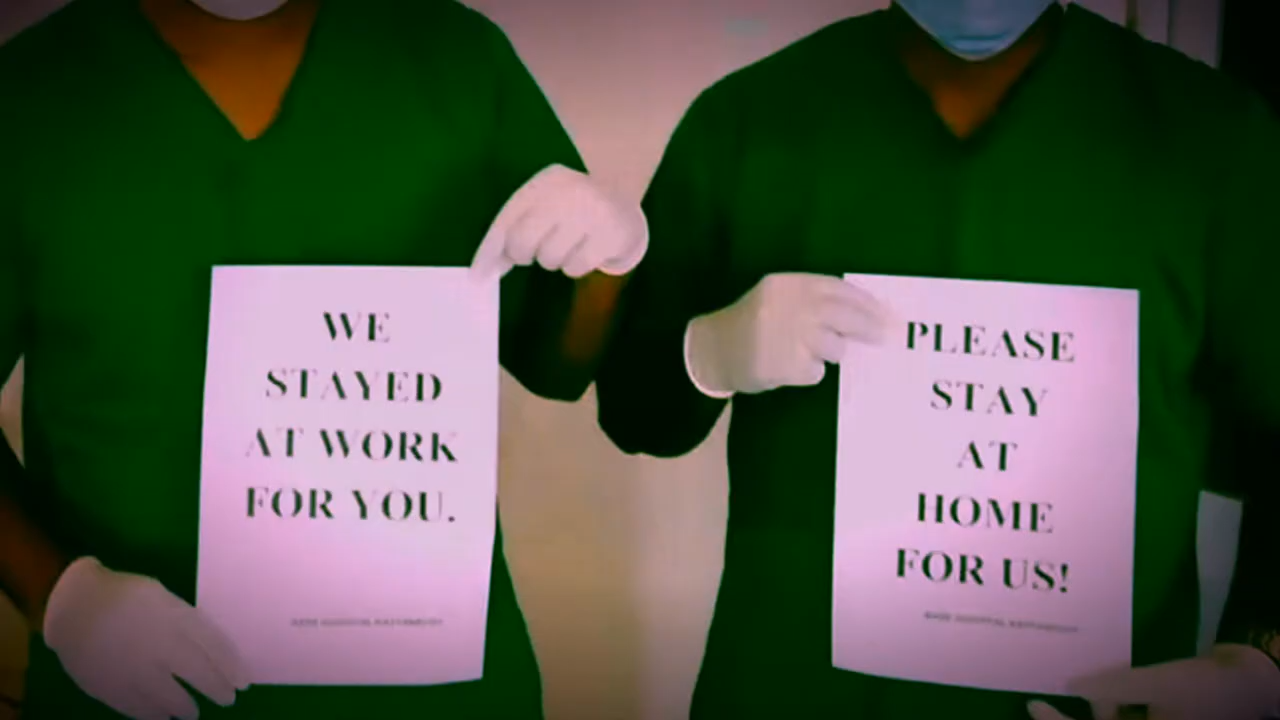 WE
STAYED
AT WORK
FOR YOU.
PLEASE
STAY
AT
HOME
FOR US!